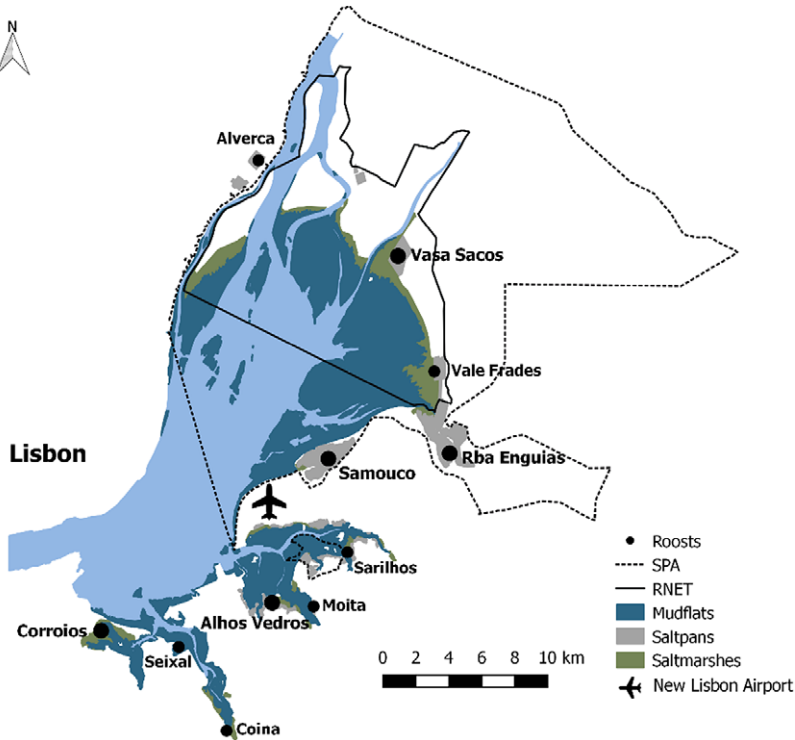 N
Alverca
Vasa Sacos
Vale Frades
Lisbon
Rba Enguias
Samouco
Sarilhos
Moita
Alhos Vedros
Corroios
Seixal
Coina
0 2 4 6 8 10 km
Roosts
SPA
RNET
Mudflats
Saltpans
Saltmarshes
New Lisbon Airport